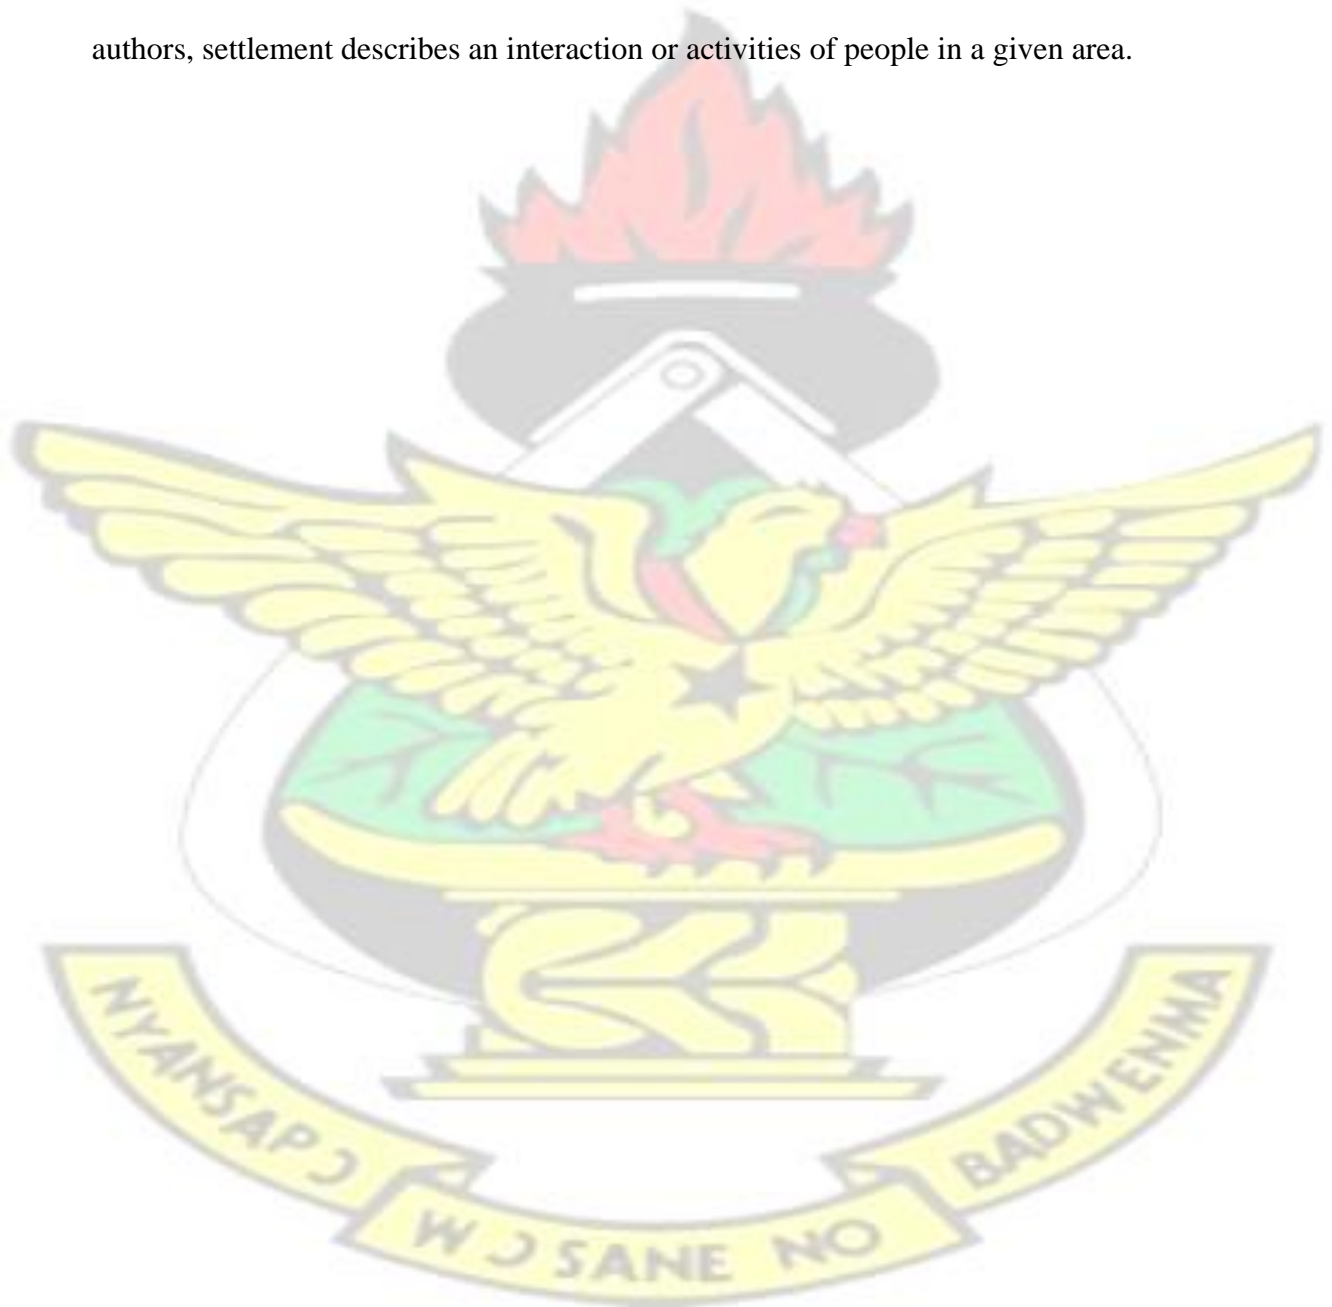 authors, settlement describes an interaction or activities of people in a given area.
NYANSAPƆ
WƆSANE NO
BADWENMA